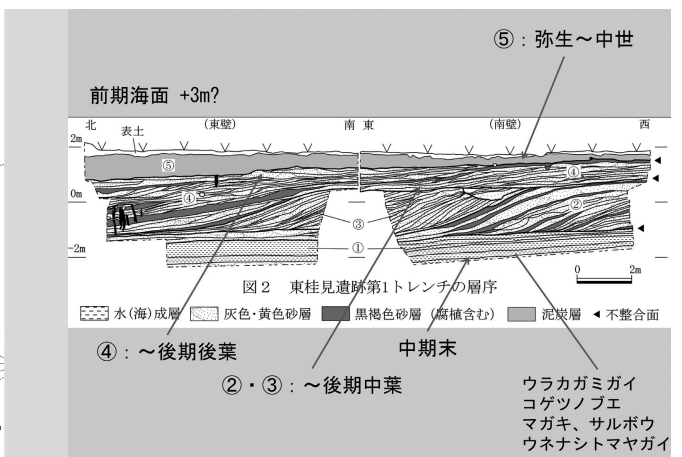 ⑤：弥生～中世
前期海面 +3m?
北 表土 (東壁) 南 東 (南壁) 西
2m
⑤
④
④
0m
②
③
①
-2m
0 2m
図2 東桂見遺跡第1トレンチの層序
水(海)成層 灰色・黄色砂層 黒褐色砂層(腐植含む) 泥炭層 ◀不整合面
④：～後期後葉
中期末
②・③：～後期中葉
ウラカガミガイ
コゲツノブエ
マガキ、サルボウ
ウネナシトマヤガイ